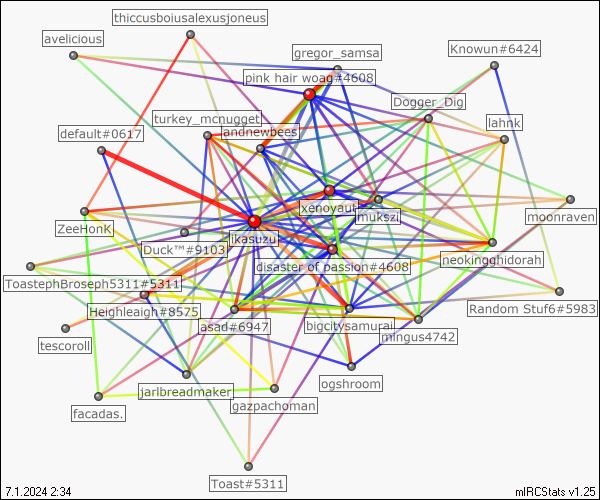 thiccusboiusalexusjoneus
avelicious
gregor_samsa
Knowun#6424
pink hair woag#4608
Dogger_Dig
turkey_mcnugget
lahnk
default#0617
andnewbees
xenoyaut
mukszi
moonraven
ZeeHonK
ikasuzu
Duck™#9103
neokingghidorah
disaster of passion#4608
ToastephBroseph5311#5311
Heighleaigh#8575
Random Stuf6#5983
asad#6947
bigcitysamurai
mingus4742
tescoroll
jarlbreadmaker
ogshroom
gazpachoman
facadas.
Toast#5311
7.1.2024 2:34
mIRCStats v1.25